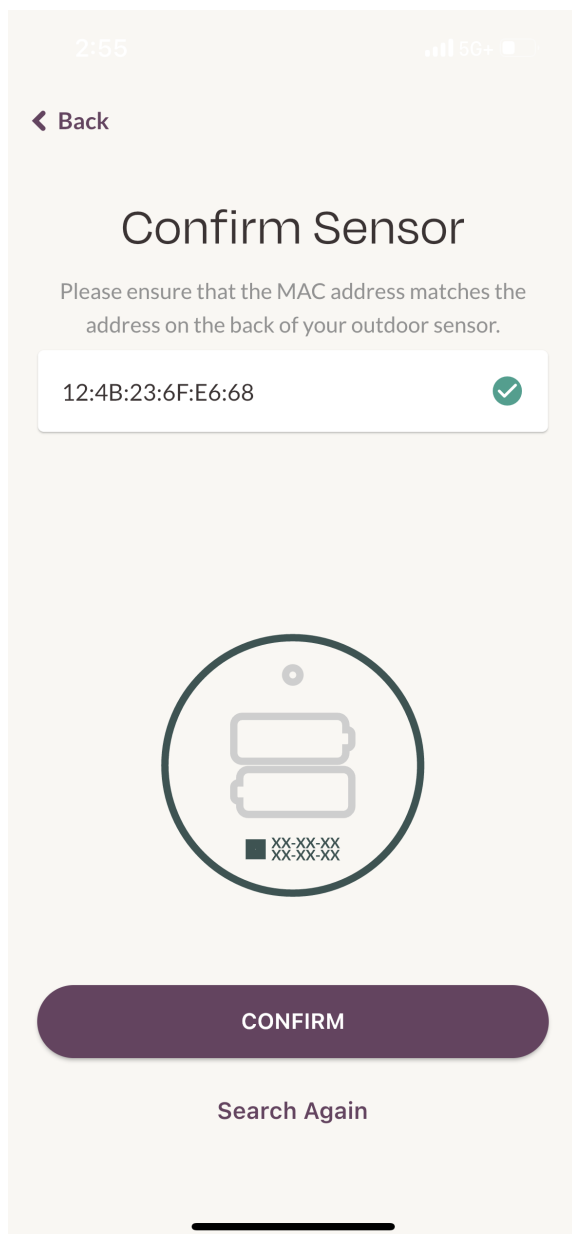 2:55
5G+
Back
Confirm Sensor
Please ensure that the MAC address matches the
address on the back of your outdoor sensor.
12:4B:23:6F:E6:68
XX-XX-XX
XX-XX-XX
CONFIRM
Search Again